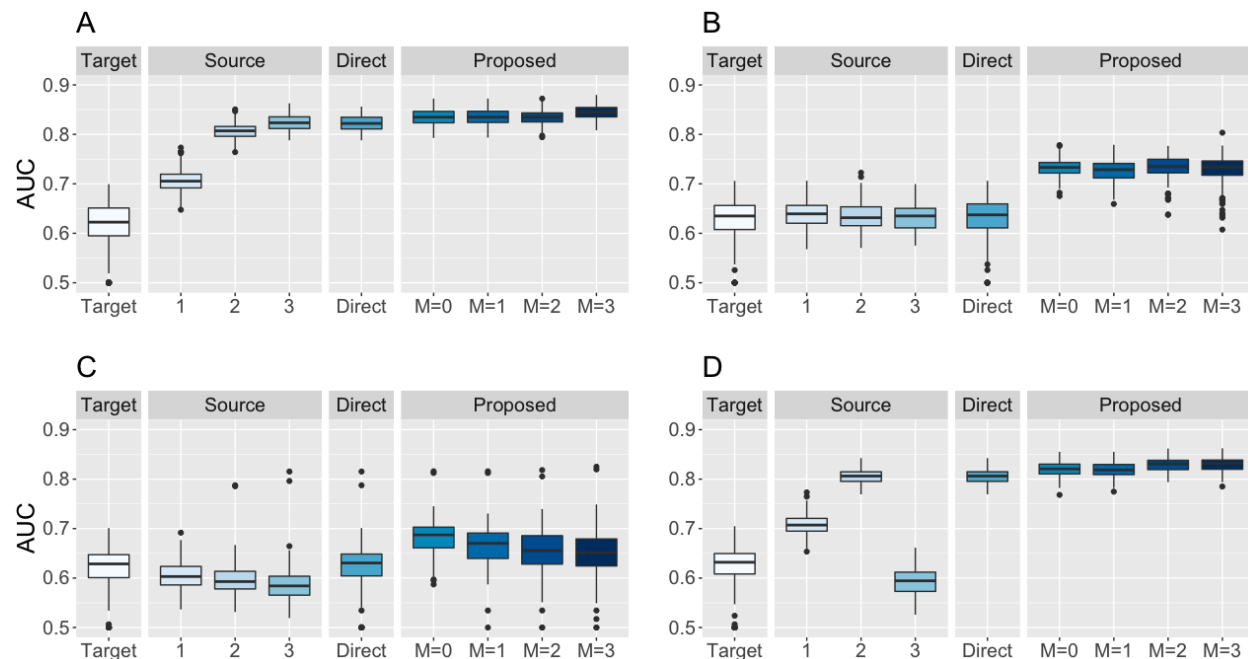 A
Target Source Direct Proposed
0.9
0.8
0.7
0.6
0.5
AUC
Target 1 2 3 Direct M=0 M=1 M=2 M=3
B
Target Source Direct Proposed
0.9
0.8
0.7
0.6
0.5
Target 1 2 3 Direct M=0 M=1 M=2 M=3
C
Target Source Direct Proposed
0.9
0.8
0.7
0.6
0.5
AUC
Target 1 2 3 Direct M=0 M=1 M=2 M=3
D
Target Source Direct Proposed
0.9
0.8
0.7
0.6
0.5
Target 1 2 3 Direct M=0 M=1 M=2 M=3